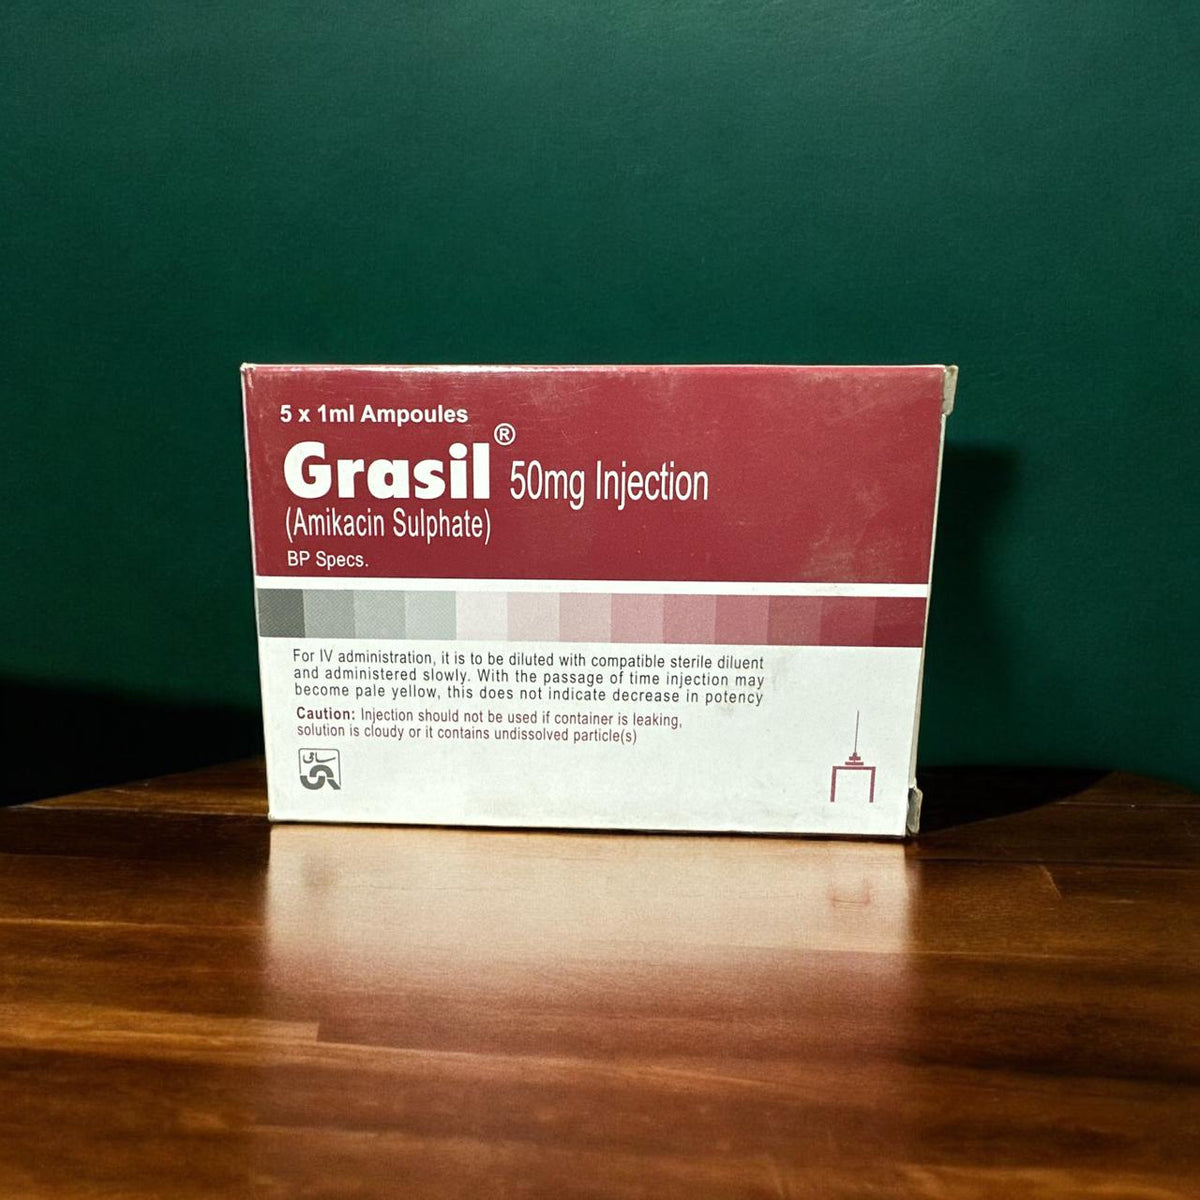 5 x 1ml Ampoules
Grasil® 50mg Injection
(Amikacin Sulphate)
BP Specs.
For IV administration, it is to be diluted with compatible sterile diluent
and administered slowly. With the passage of time injection may
become pale yellow, this does not indicate decrease in potency
Caution: Injection should not be used if container is leaking,
solution is cloudy or it contains undissolved particle(s)
سامی